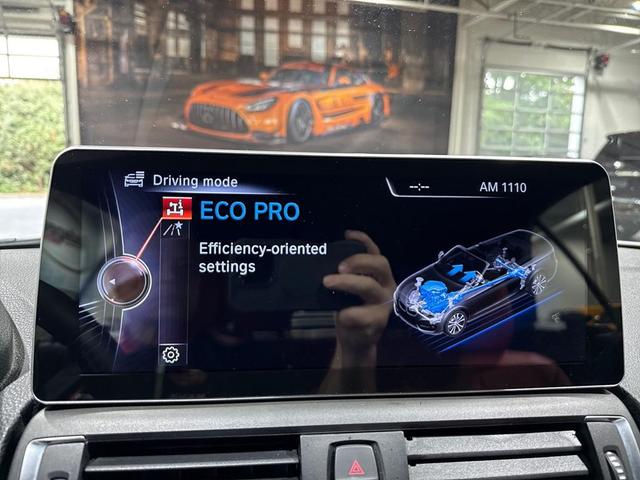 Driving mode
--:--
AM 1110
ECO PRO
Efficiency-oriented
settings